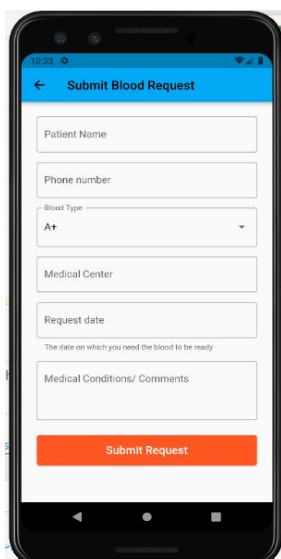 10:33
Submit Blood Request
Patient Name
Phone number
Blood Type
A+
Medical Center
Request date
The date on which you need the blood to be ready
Medical Conditions/ Comments
Submit Request